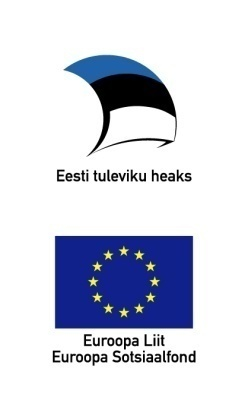 Eesti tuleviku heaks
Euroopa Liit
Euroopa Sotsiaalfond